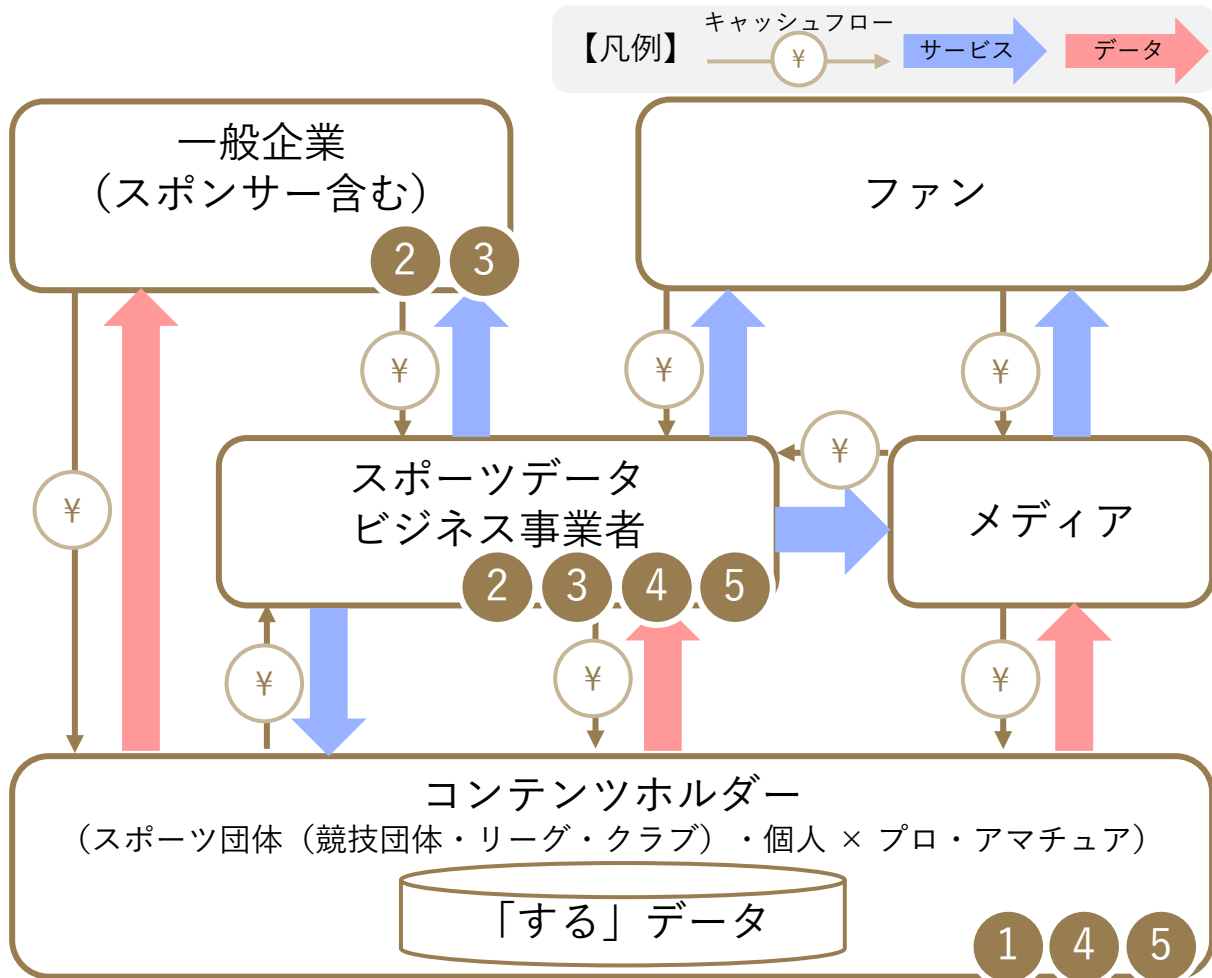 【凡例】
キャッシュフロー
¥
サービス
データ
一般企業
（スポンサー含む）
2 3
ファン
¥
¥
¥
¥
¥
スポーツデータ
ビジネス事業者
2 3 4 5
メディア
¥
¥
¥
コンテンツホルダー
（スポーツ団体（競技団体・リーグ・クラブ）・個人 × プロ・アマチュア）
「する」データ
1 4 5